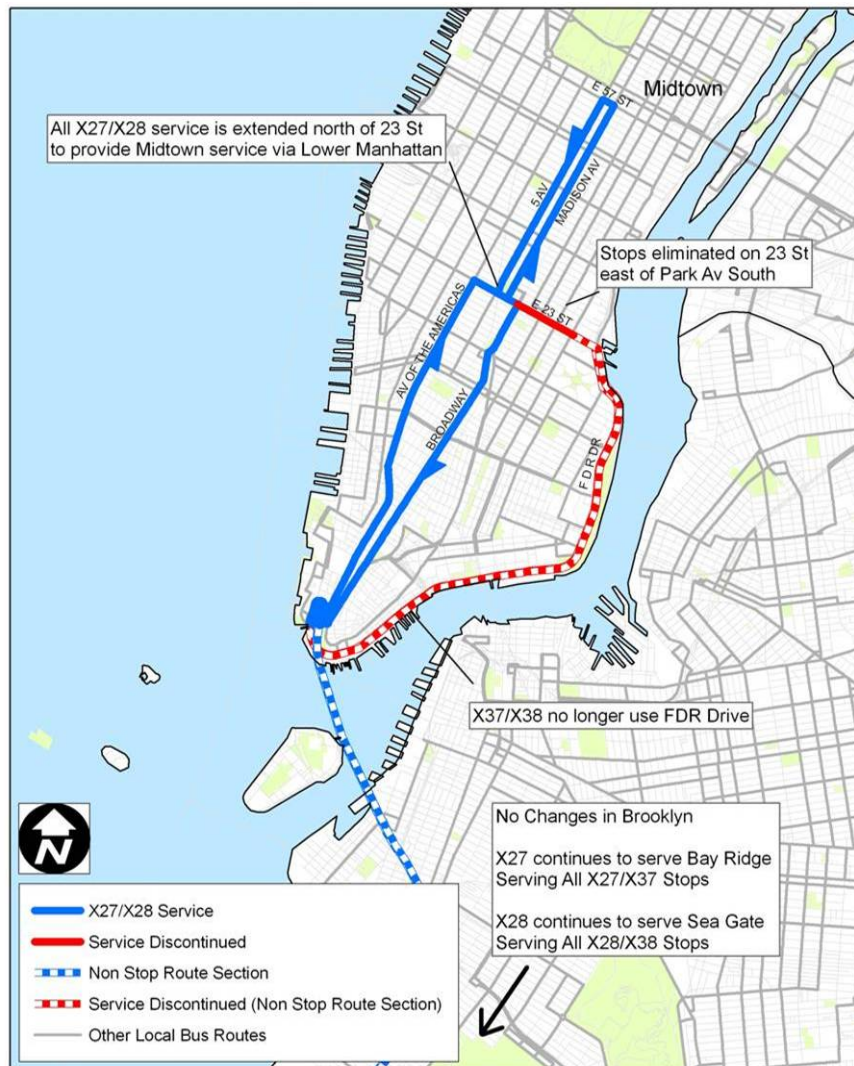 E 57 ST
Midtown
All X27/X28 service is extended north of 23 St
to provide Midtown service via Lower Manhattan
5 AV
MADISON AV
Stops eliminated on 23 St
east of Park Av South
AV OF THE AMERICAS
E 23 ST
BROADWAY
F D R DR
X37/X38 no longer use FDR Drive
No Changes in Brooklyn
X27 continues to serve Bay Ridge
Serving All X27/X37 Stops
X28 continues to serve Sea Gate
Serving All X28/X38 Stops
N
X27/X28 Service
Service Discontinued
Non Stop Route Section
Service Discontinued (Non Stop Route Section)
Other Local Bus Routes